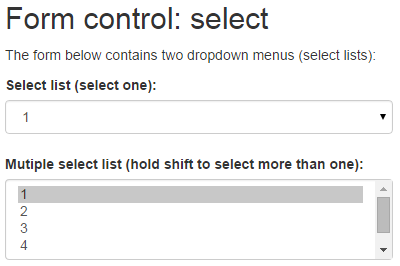 Form control: select
The form below contains two dropdown menus (select lists):
Select list (select one):
1
Mutiple select list (hold shift to select more than one):
1
2
3
4